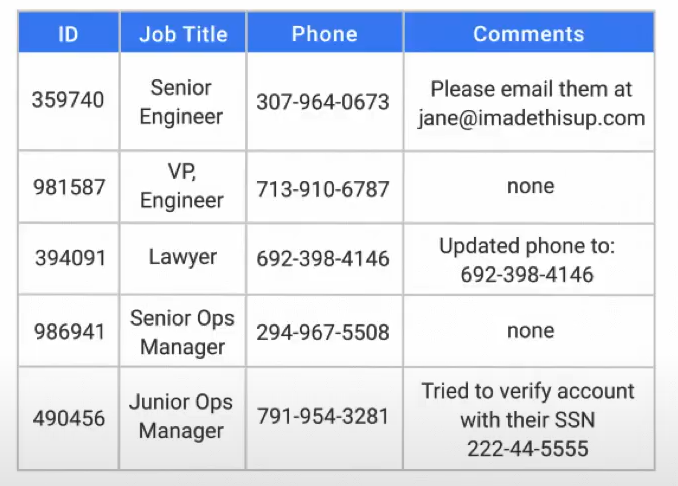 ID Job Title Phone Comments
359740 Senior Engineer 307-964-0673 Please email them at jane@imadethisup.com
981587 VP, Engineer 713-910-6787 none
394091 Lawyer 692-398-4146 Updated phone to: 692-398-4146
986941 Senior Ops Manager 294-967-5508 none
490456 Junior Ops Manager 791-954-3281 Tried to verify account with their SSN 222-44-5555